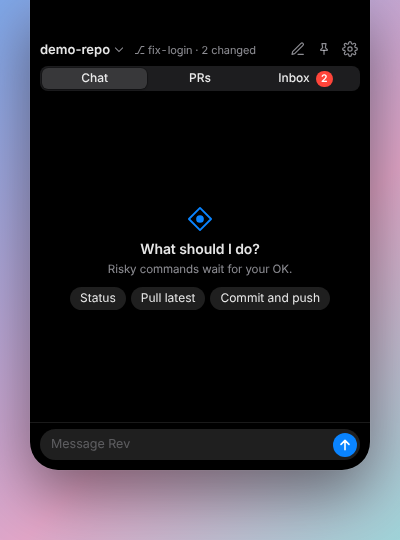 demo-repo fix-login · 2 changed
Chat PRs Inbox 2
What should I do?
Risky commands wait for your OK.
Status Pull latest Commit and push
Message Rev